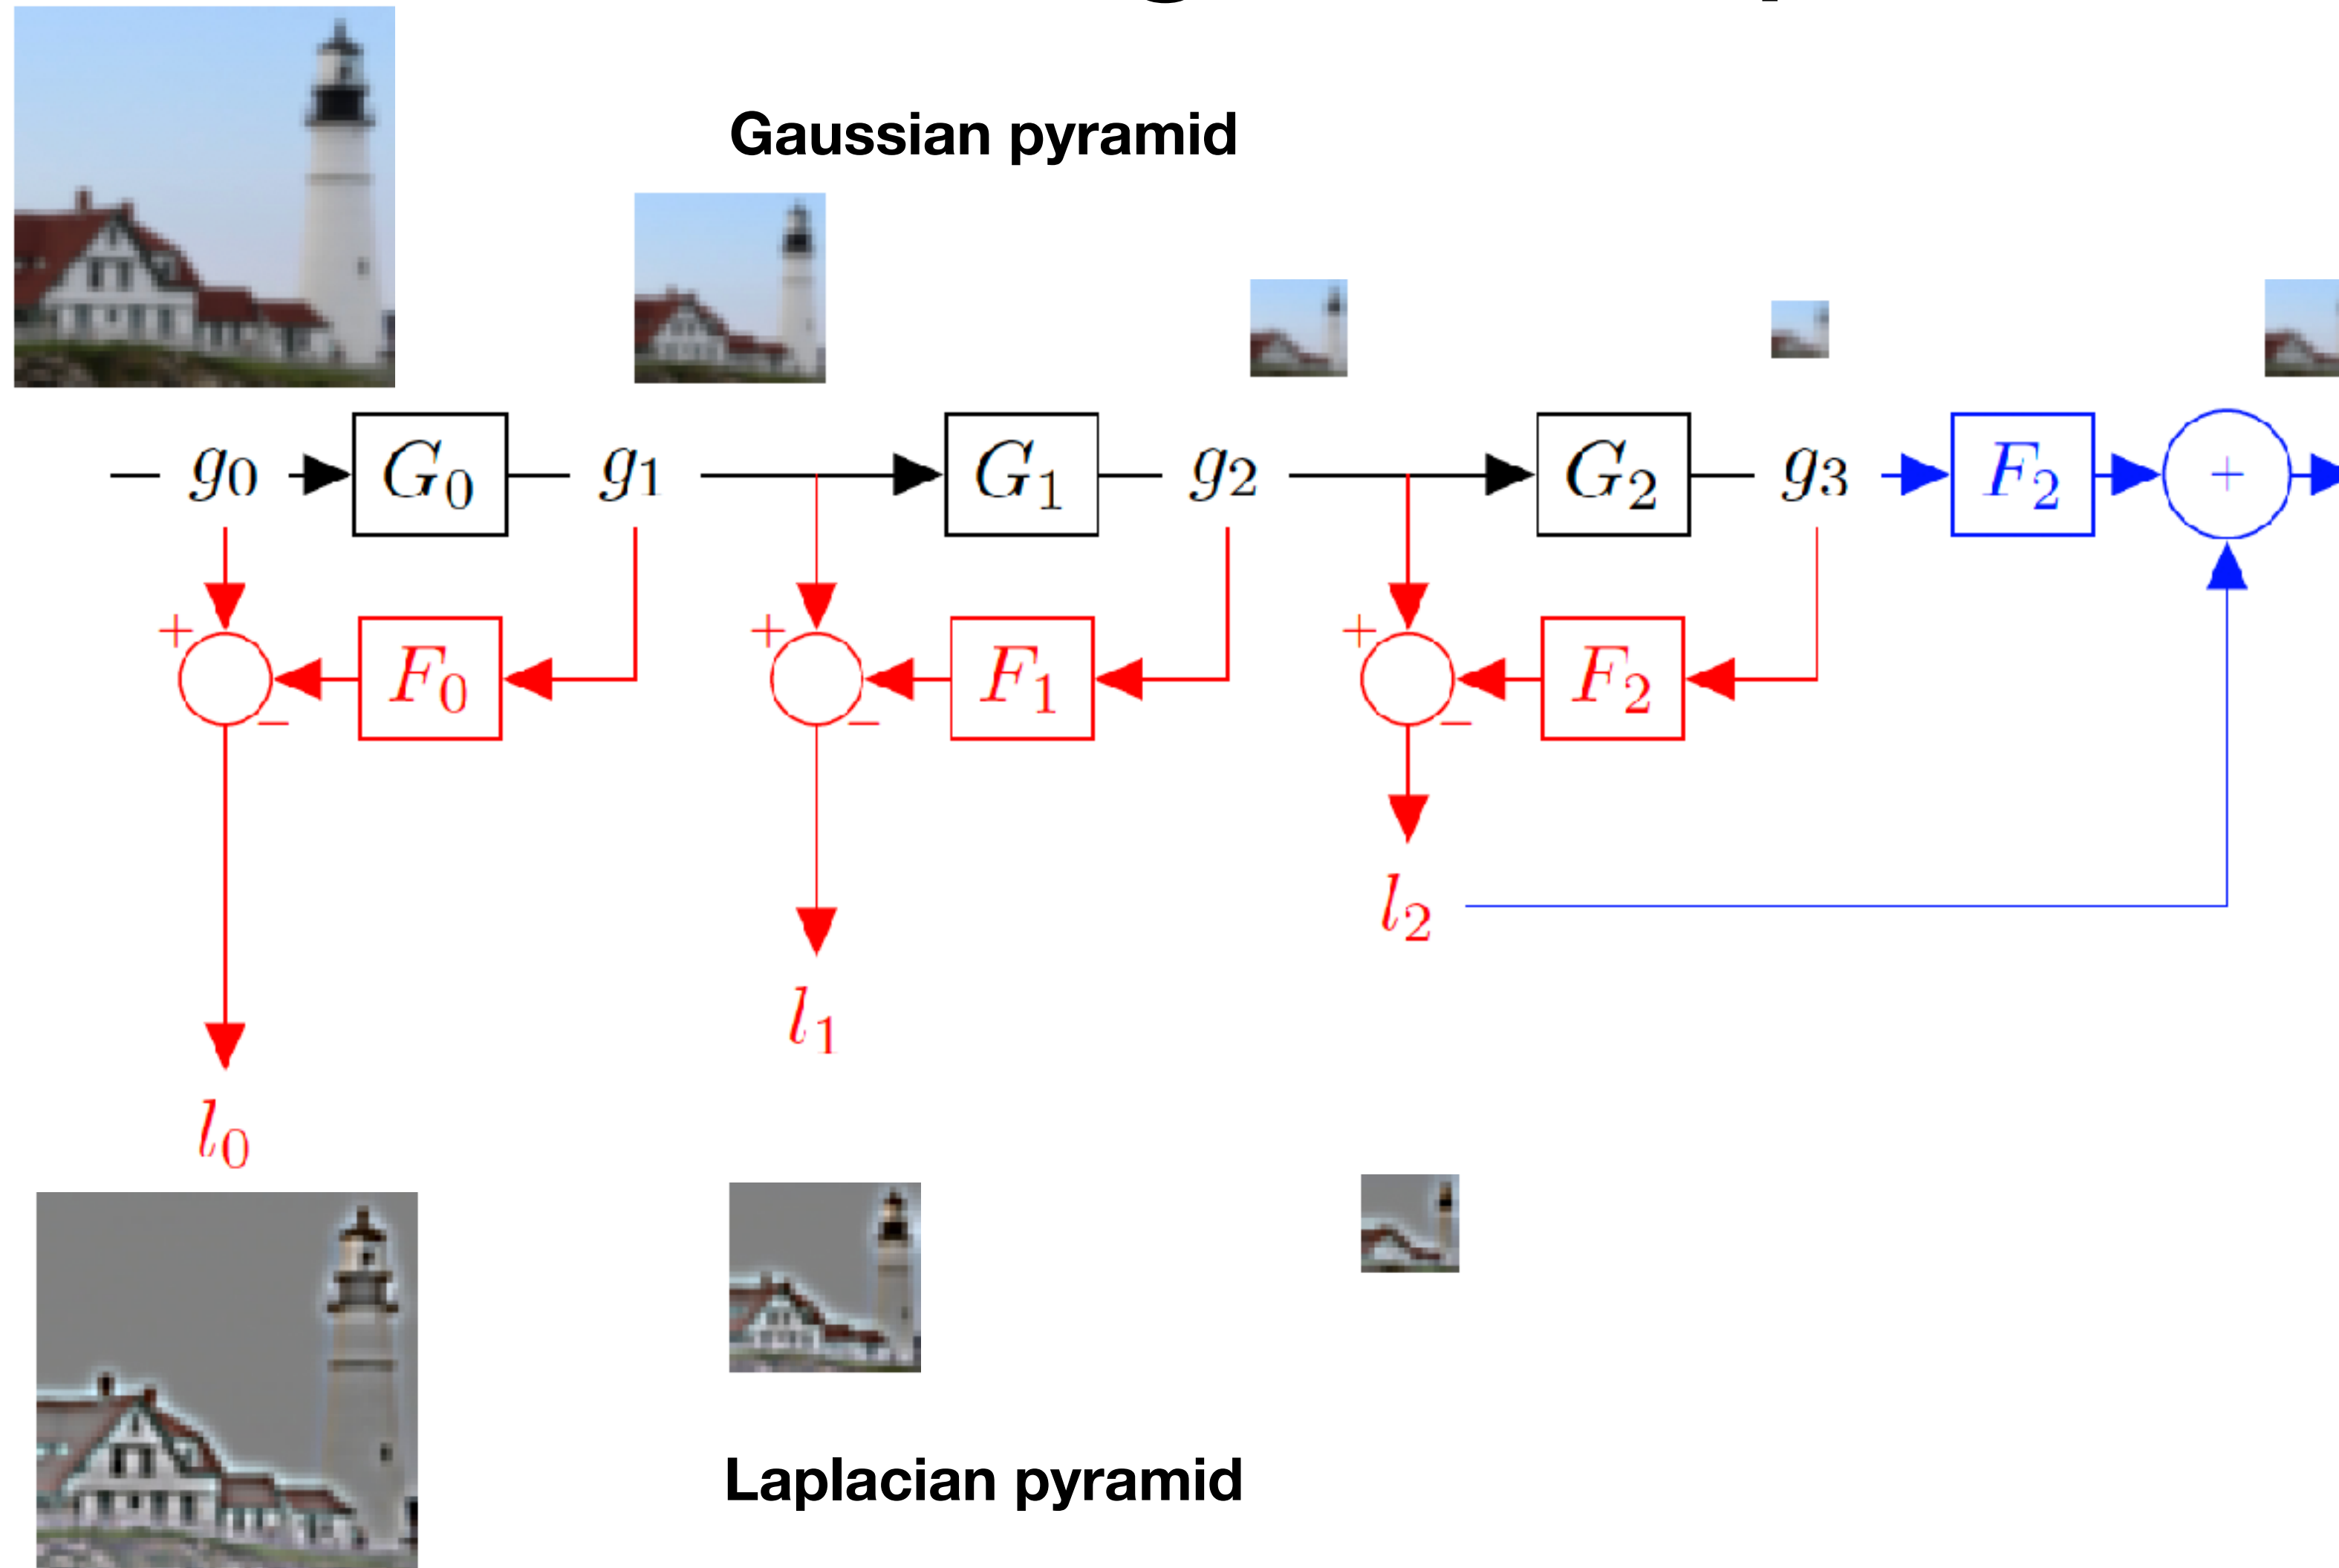 Gaussian pyramid
g0 G0 g1 G1 g2 G2 g3 F2 +
+ F0 − + F1 − + F2 −
l2
l1
l0
Laplacian pyramid